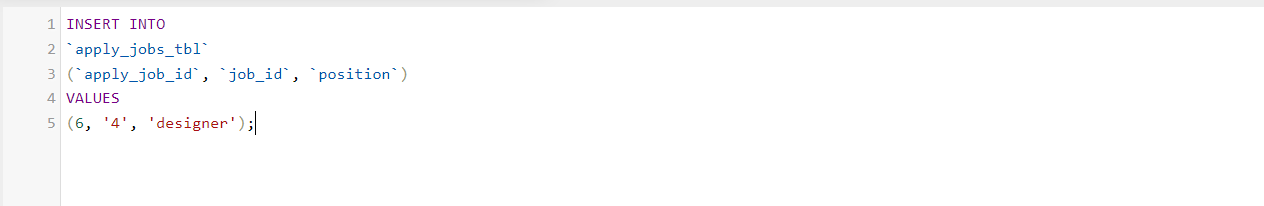 1 INSERT INTO
2 `apply_jobs_tbl`
3 (`apply_job_id`, `job_id`, `position`)
4 VALUES
5 (6, '4', 'designer');